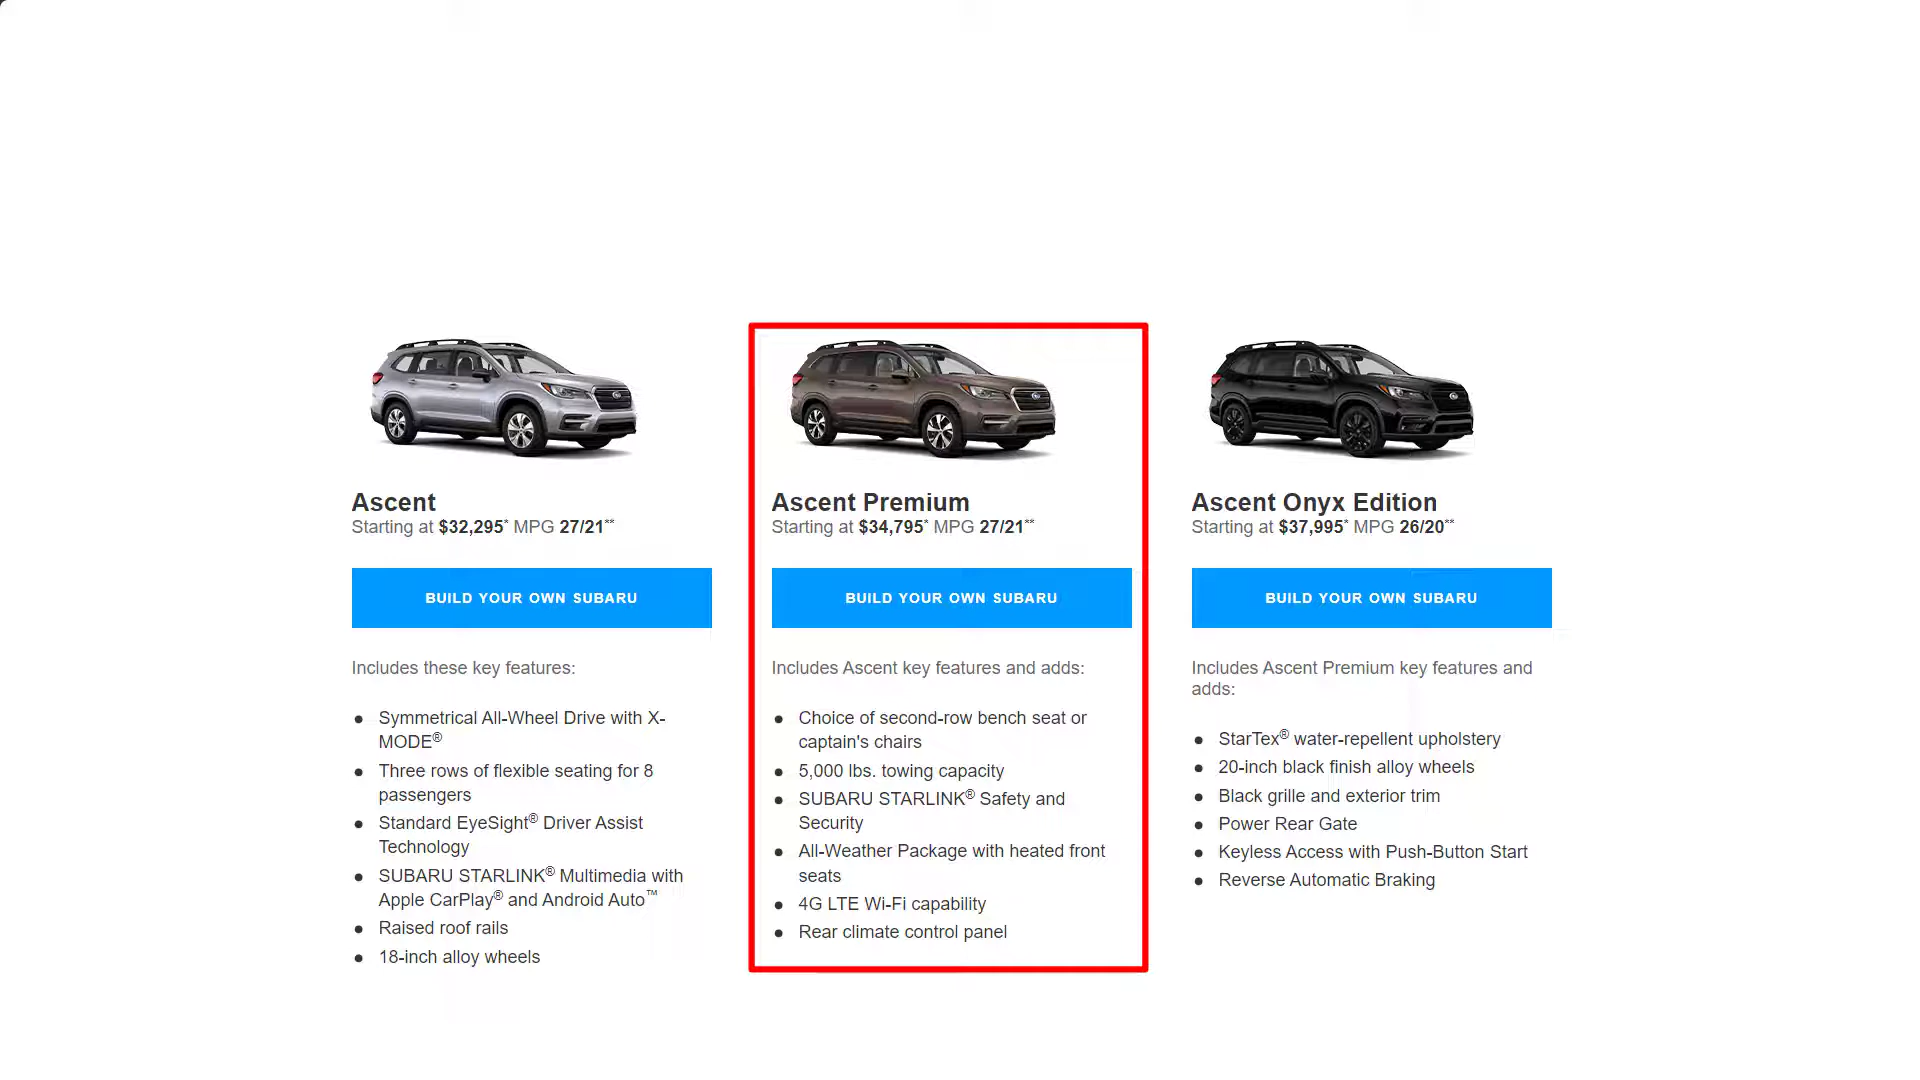 Ascent
Starting at $32,295* MPG 27/21**
BUILD YOUR OWN SUBARU
Includes these key features:
● Symmetrical All-Wheel Drive with X-
MODE®
● Three rows of flexible seating for 8
passengers
● Standard EyeSight® Driver Assist
Technology
● SUBARU STARLINK® Multimedia with
Apple CarPlay® and Android Auto™
● Raised roof rails
● 18-inch alloy wheels
Ascent Premium
Starting at $34,795* MPG 27/21**
BUILD YOUR OWN SUBARU
Includes Ascent key features and adds:
● Choice of second-row bench seat or
captain's chairs
● 5,000 lbs. towing capacity
● SUBARU STARLINK® Safety and
Security
● All-Weather Package with heated front
seats
● 4G LTE Wi-Fi capability
● Rear climate control panel
Ascent Onyx Edition
Starting at $37,995* MPG 26/20**
BUILD YOUR OWN SUBARU
Includes Ascent Premium key features and
adds:
● StarTex® water-repellent upholstery
● 20-inch black finish alloy wheels
● Black grille and exterior trim
● Power Rear Gate
● Keyless Access with Push-Button Start
● Reverse Automatic Braking